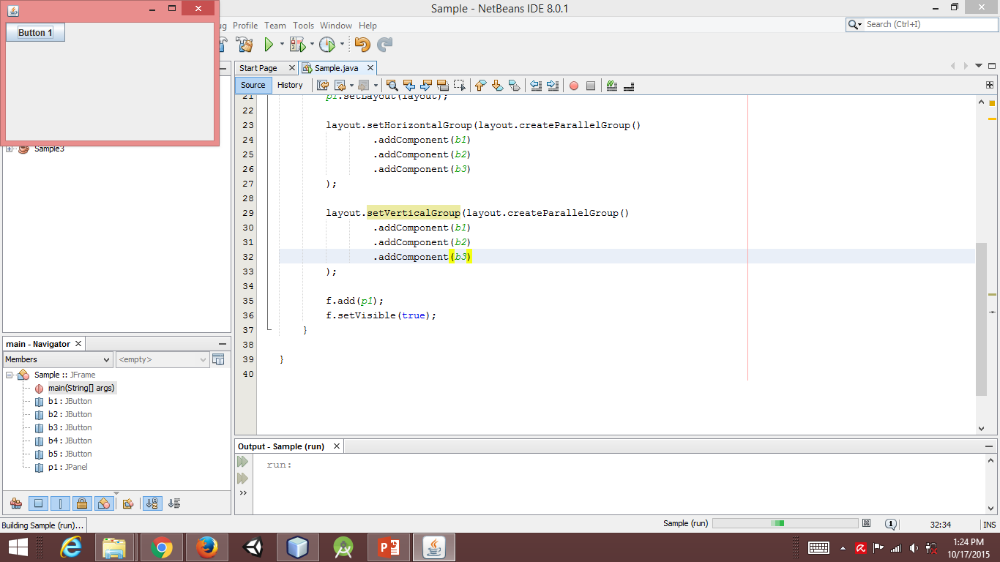 Sample - NetBeans IDE 8.0.1
Button 1
Profile Team Tools Window Help
Search (Ctrl+I)
Start Page
Sample.java
Source History
Sample3
21 p1.setLayout(layout);
22
23 layout.setHorizontalGroup(layout.createParallelGroup()
24 .addComponent(b1)
25 .addComponent(b2)
26 .addComponent(b3)
27 );
28
29 layout.setVerticalGroup(layout.createParallelGroup()
30 .addComponent(b1)
31 .addComponent(b2)
32 .addComponent(b3)
33 );
34
35 f.add(p1);
36 f.setVisible(true);
37 }
38
39 }
40
main - Navigator
Members
<empty>
Sample :: JFrame
main(String[] args)
b1 : JButton
b2 : JButton
b3 : JButton
b4 : JButton
b5 : JButton
p1 : JPanel
Output - Sample (run)
run:
Building Sample (run)...
Sample (run)
1
32:34
INS
1:24 PM
10/17/2015